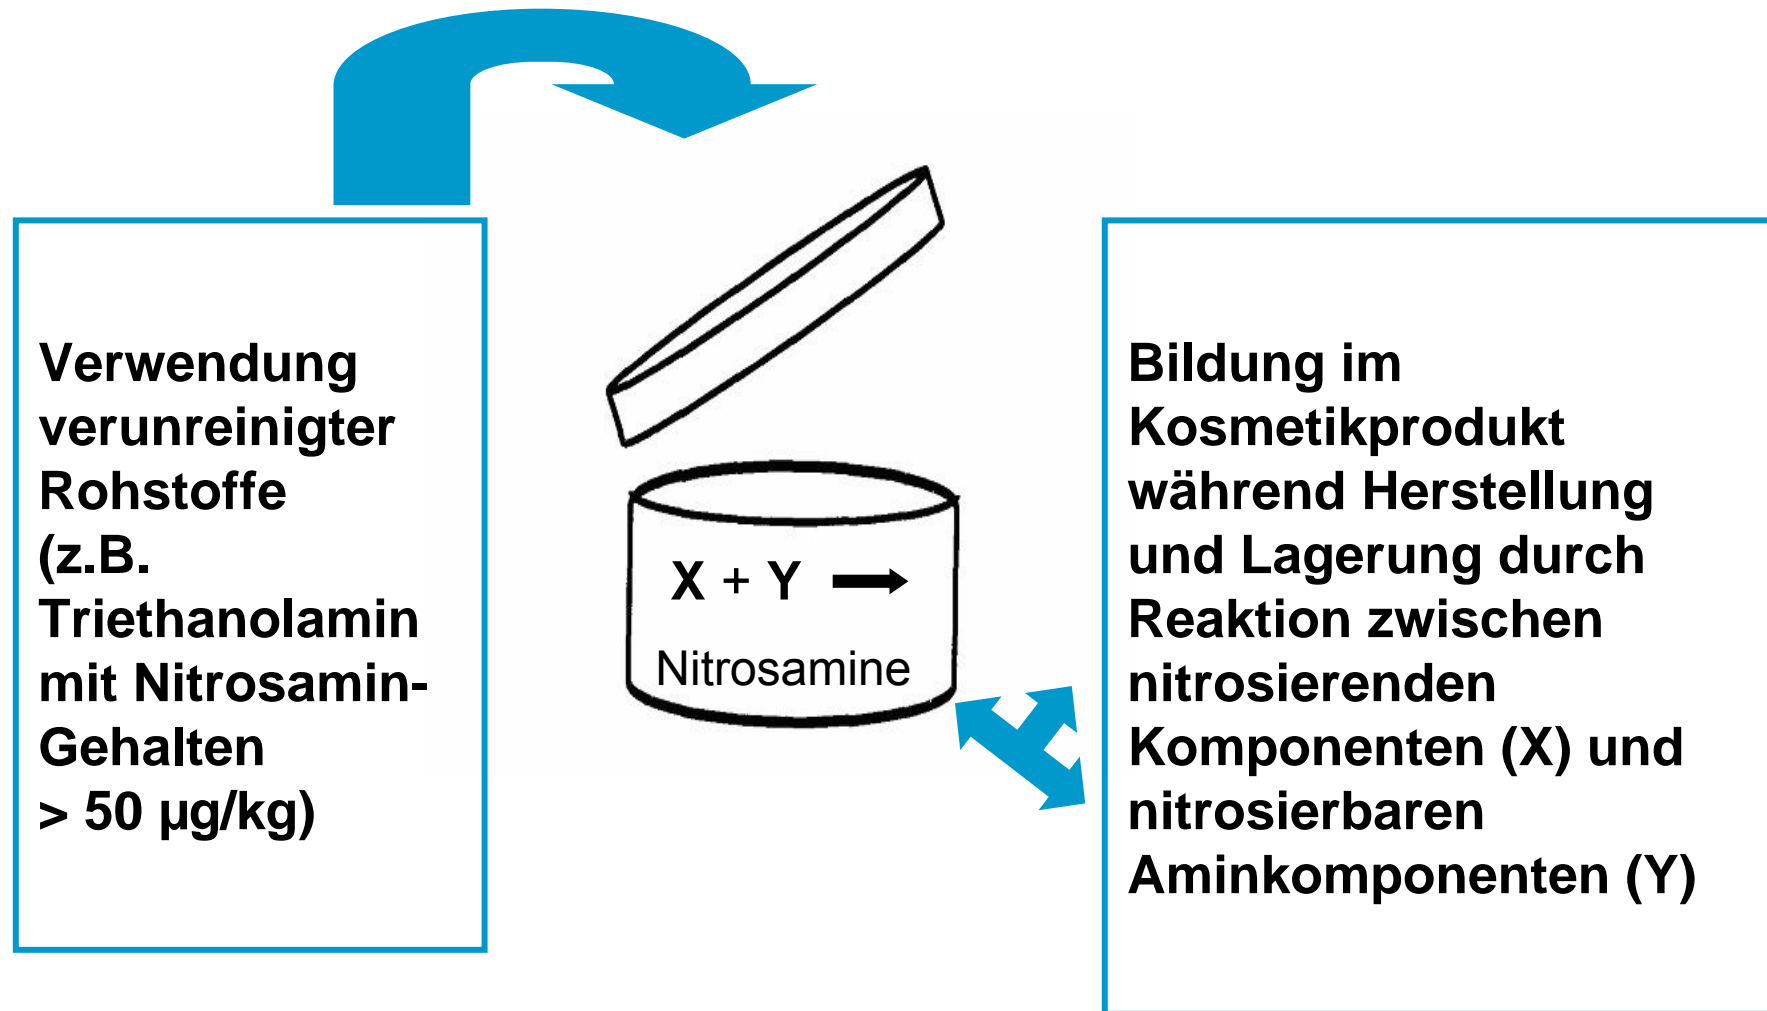 Verwendung
verunreinigter
Rohstoffe
(z.B.
Triethanolamin
mit Nitrosamin-
Gehalten
> 50 µg/kg)
X + Y →
Nitrosamine
Bildung im
Kosmetikprodukt
während Herstellung
und Lagerung durch
Reaktion zwischen
nitrosierenden
Komponenten (X) und
nitrosierbaren
Aminkomponenten (Y)